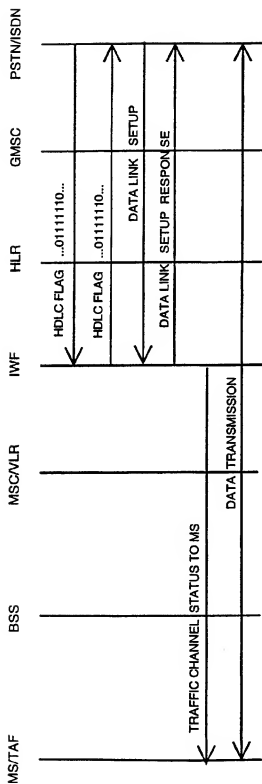 MS/TAF
BSS
MSC/VLR
IWF
HLR
GMSC
PSTN/ISDN
HDLC FLAG ...01111110...
HDLC FLAG ...01111110...
DATA LINK SETUP
DATA LINK SETUP RESPONSE
TRAFFIC CHANNEL STATUS TO MS
DATA TRANSMISSION